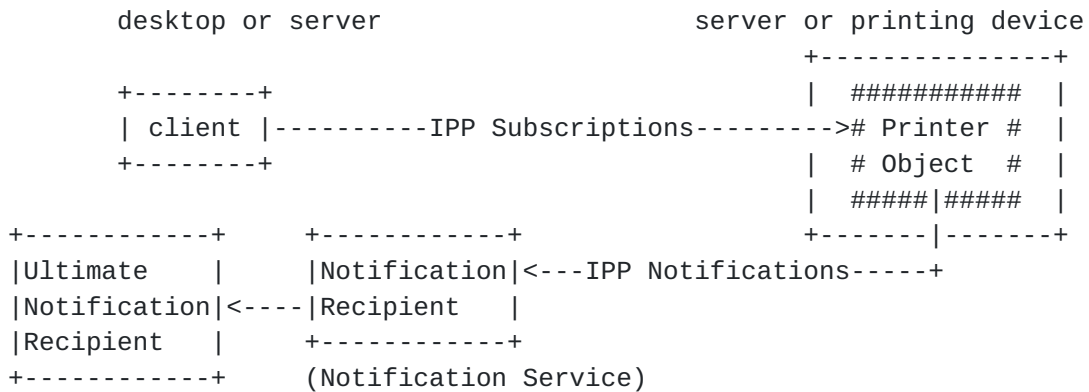 desktop or server                    server or printing device
                                                   +---------------+
       +--------+                                  |  ###########  |
       | client |----------IPP Subscriptions---------># Printer #  |
       +--------+                                  |  # Object  #  |
                                                   |  #####|#####  |
+------------+     +------------+                  +-------|-------+
|Ultimate    |     |Notification|<---IPP Notifications-----+
|Notification|<----|Recipient   |
|Recipient   |     +------------+
+------------+     (Notification Service)